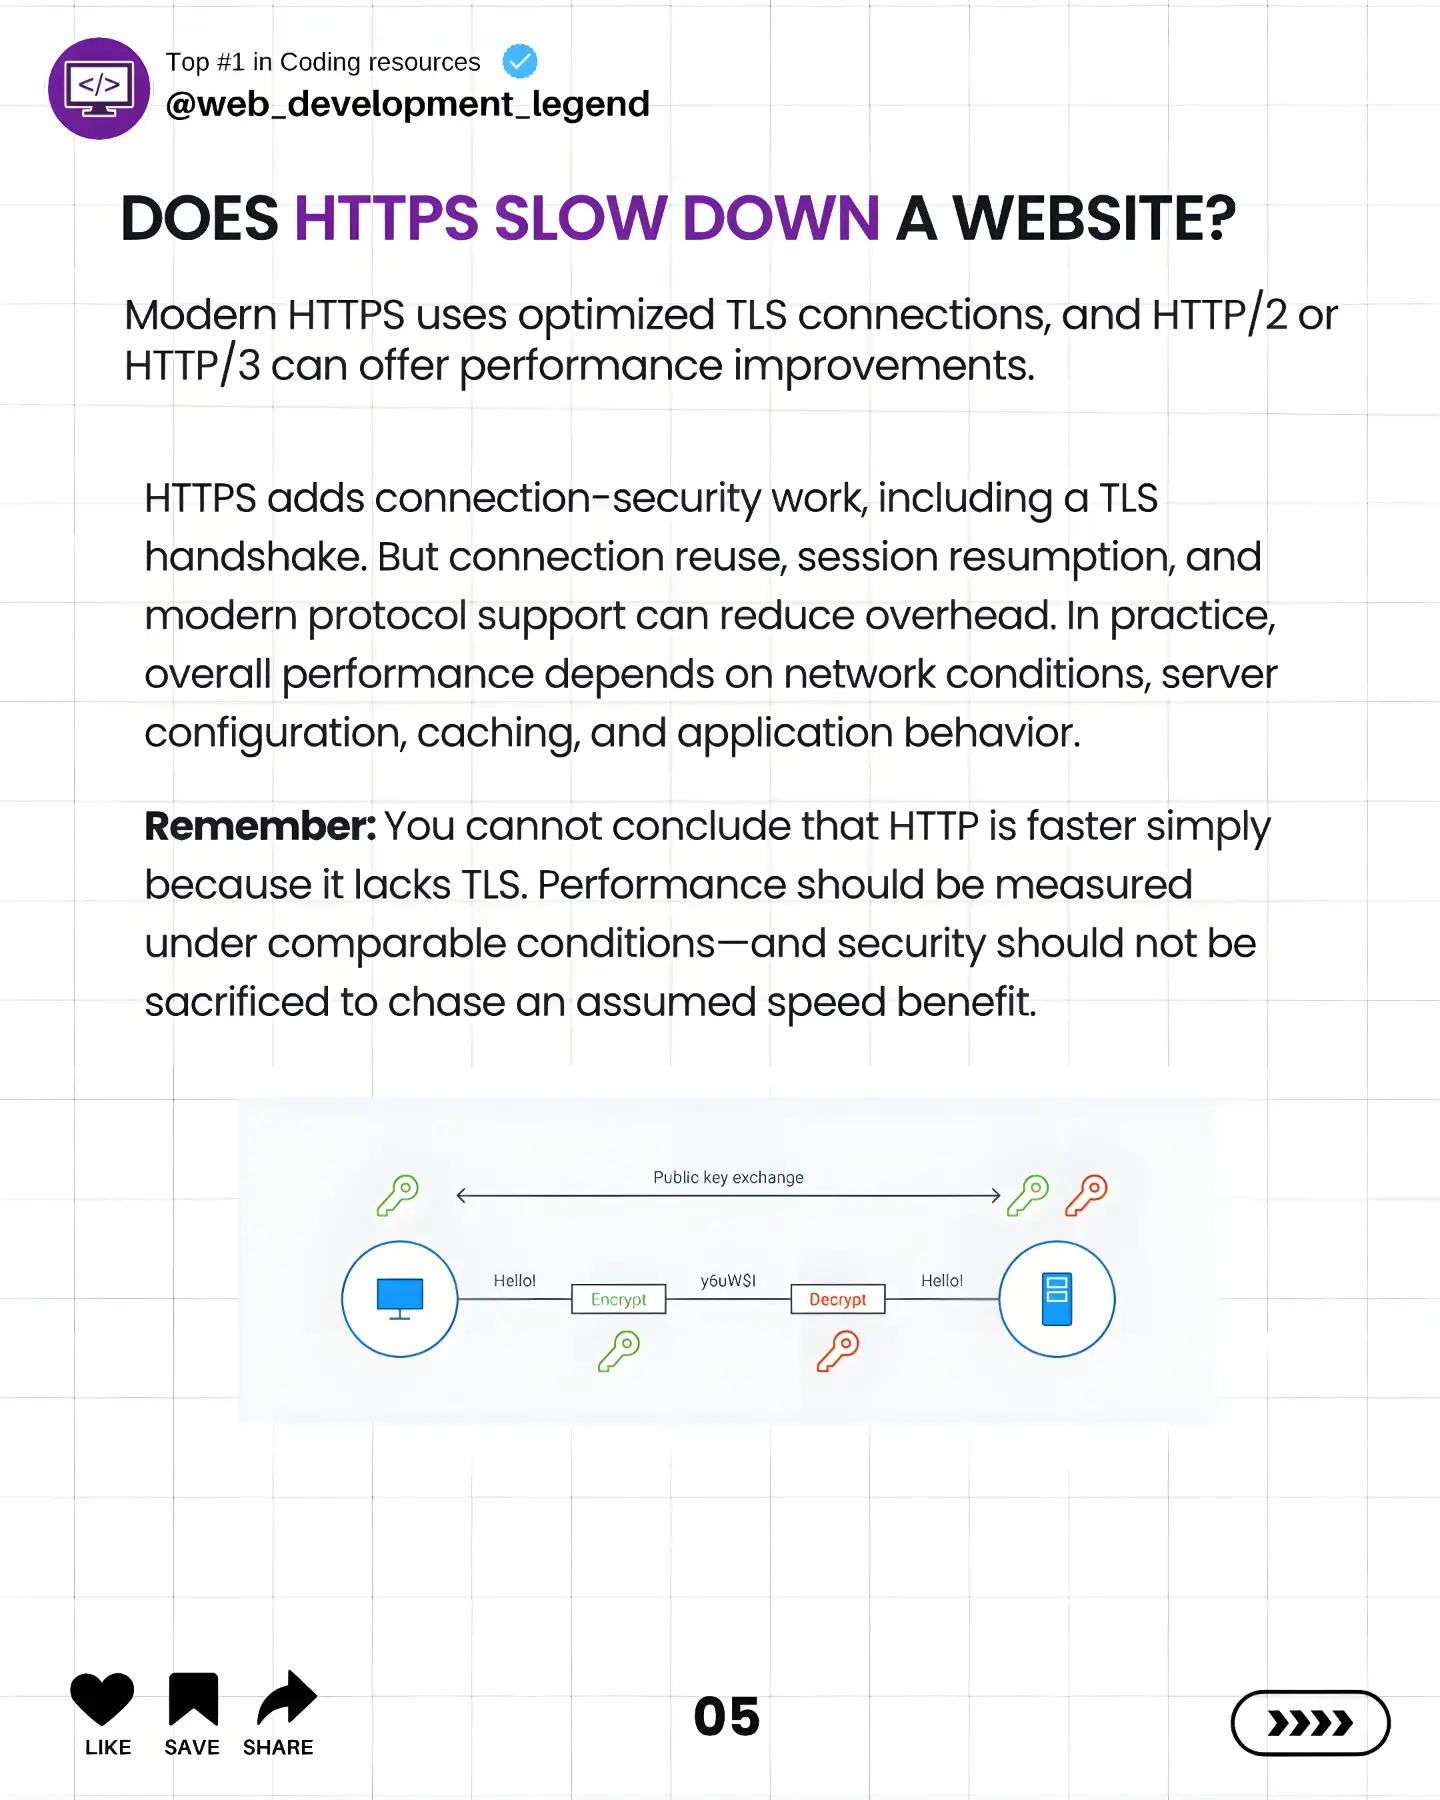 Top #1 in Coding resources
@web_development_legend
DOES HTTPS SLOW DOWN A WEBSITE?
Modern HTTPS uses optimized TLS connections, and HTTP/2 or
HTTP/3 can offer performance improvements.
HTTPS adds connection-security work, including a TLS
handshake. But connection reuse, session resumption, and
modern protocol support can reduce overhead. In practice,
overall performance depends on network conditions, server
configuration, caching, and application behavior.
Remember: You cannot conclude that HTTP is faster simply
because it lacks TLS. Performance should be measured
under comparable conditions—and security should not be
sacrificed to chase an assumed speed benefit.
Public key exchange
Hello!
Encrypt
y6uW$I
Decrypt
Hello!
LIKE SAVE SHARE
05